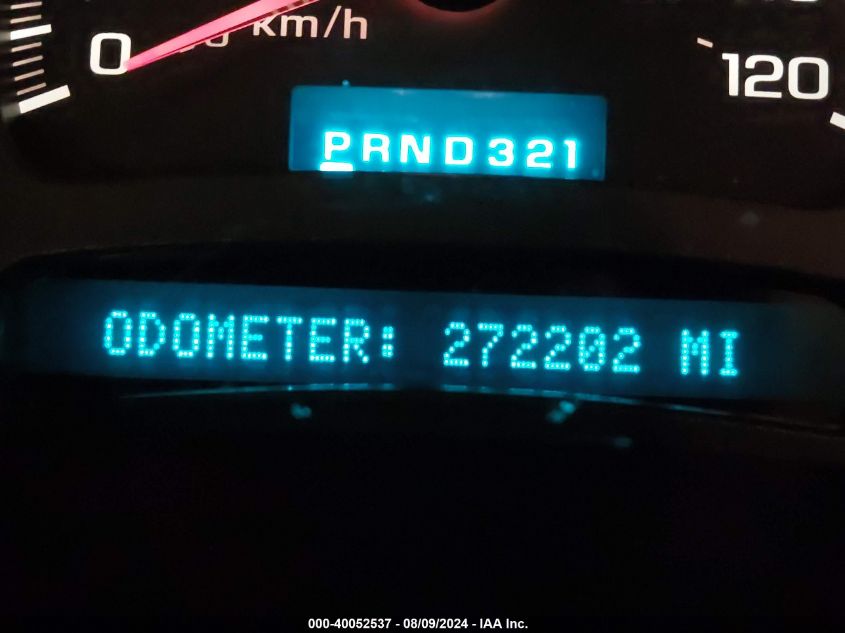 0
km/h
120
PRND321
ODOMETER: 272202 MI
000-40052537 - 08/09/2024 - IAA Inc.